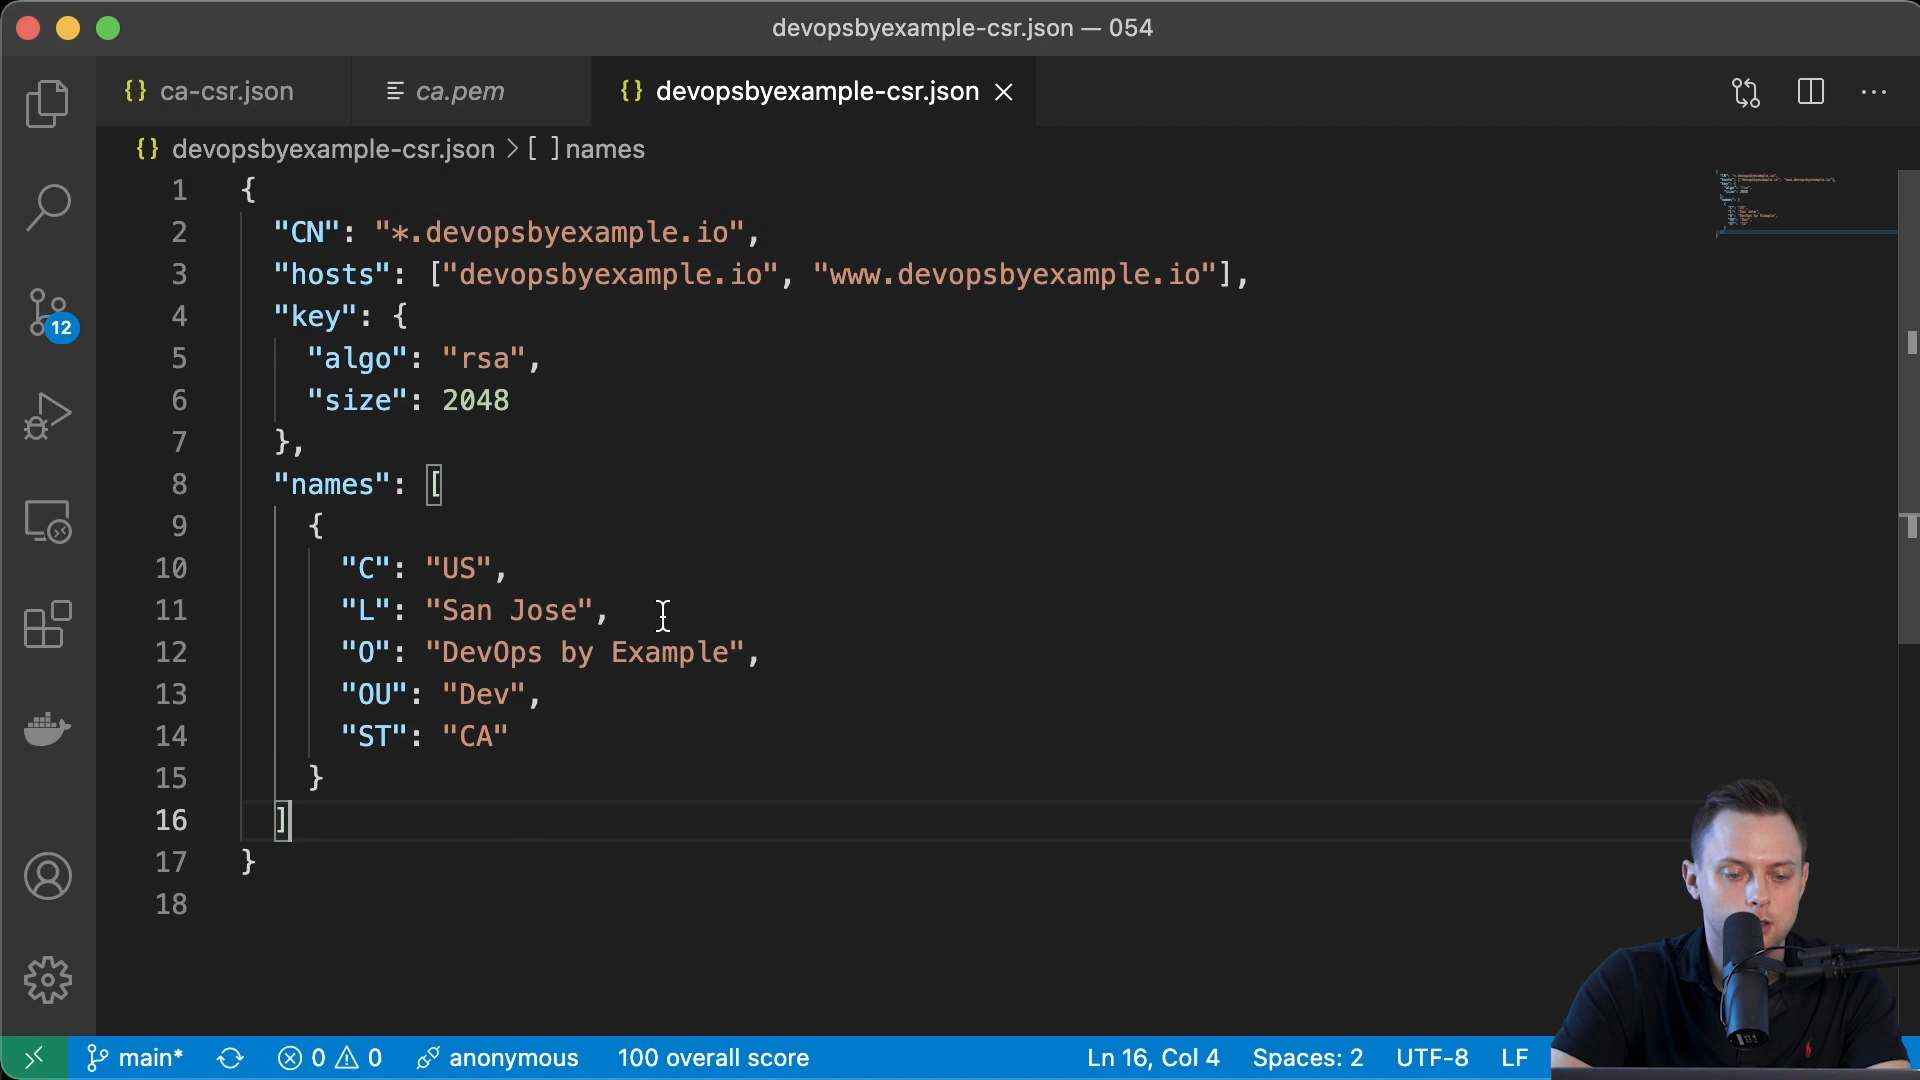 devopsbyexample-csr.json — 054
{} ca-csr.json
ca.pem
{} devopsbyexample-csr.json
{} devopsbyexample-csr.json > [ ] names
1 {
2 "CN": "*.devopsbyexample.io",
3 "hosts": ["devopsbyexample.io", "www.devopsbyexample.io"],
4 "key": {
5 "algo": "rsa",
6 "size": 2048
7 },
8 "names": [
9 {
10 "C": "US",
11 "L": "San Jose",
12 "O": "DevOps by Example",
13 "OU": "Dev",
14 "ST": "CA"
15 }
16 ]
17 }
18
12
main* 0 0 anonymous 100 overall score Ln 16, Col 4 Spaces: 2 UTF-8 LF